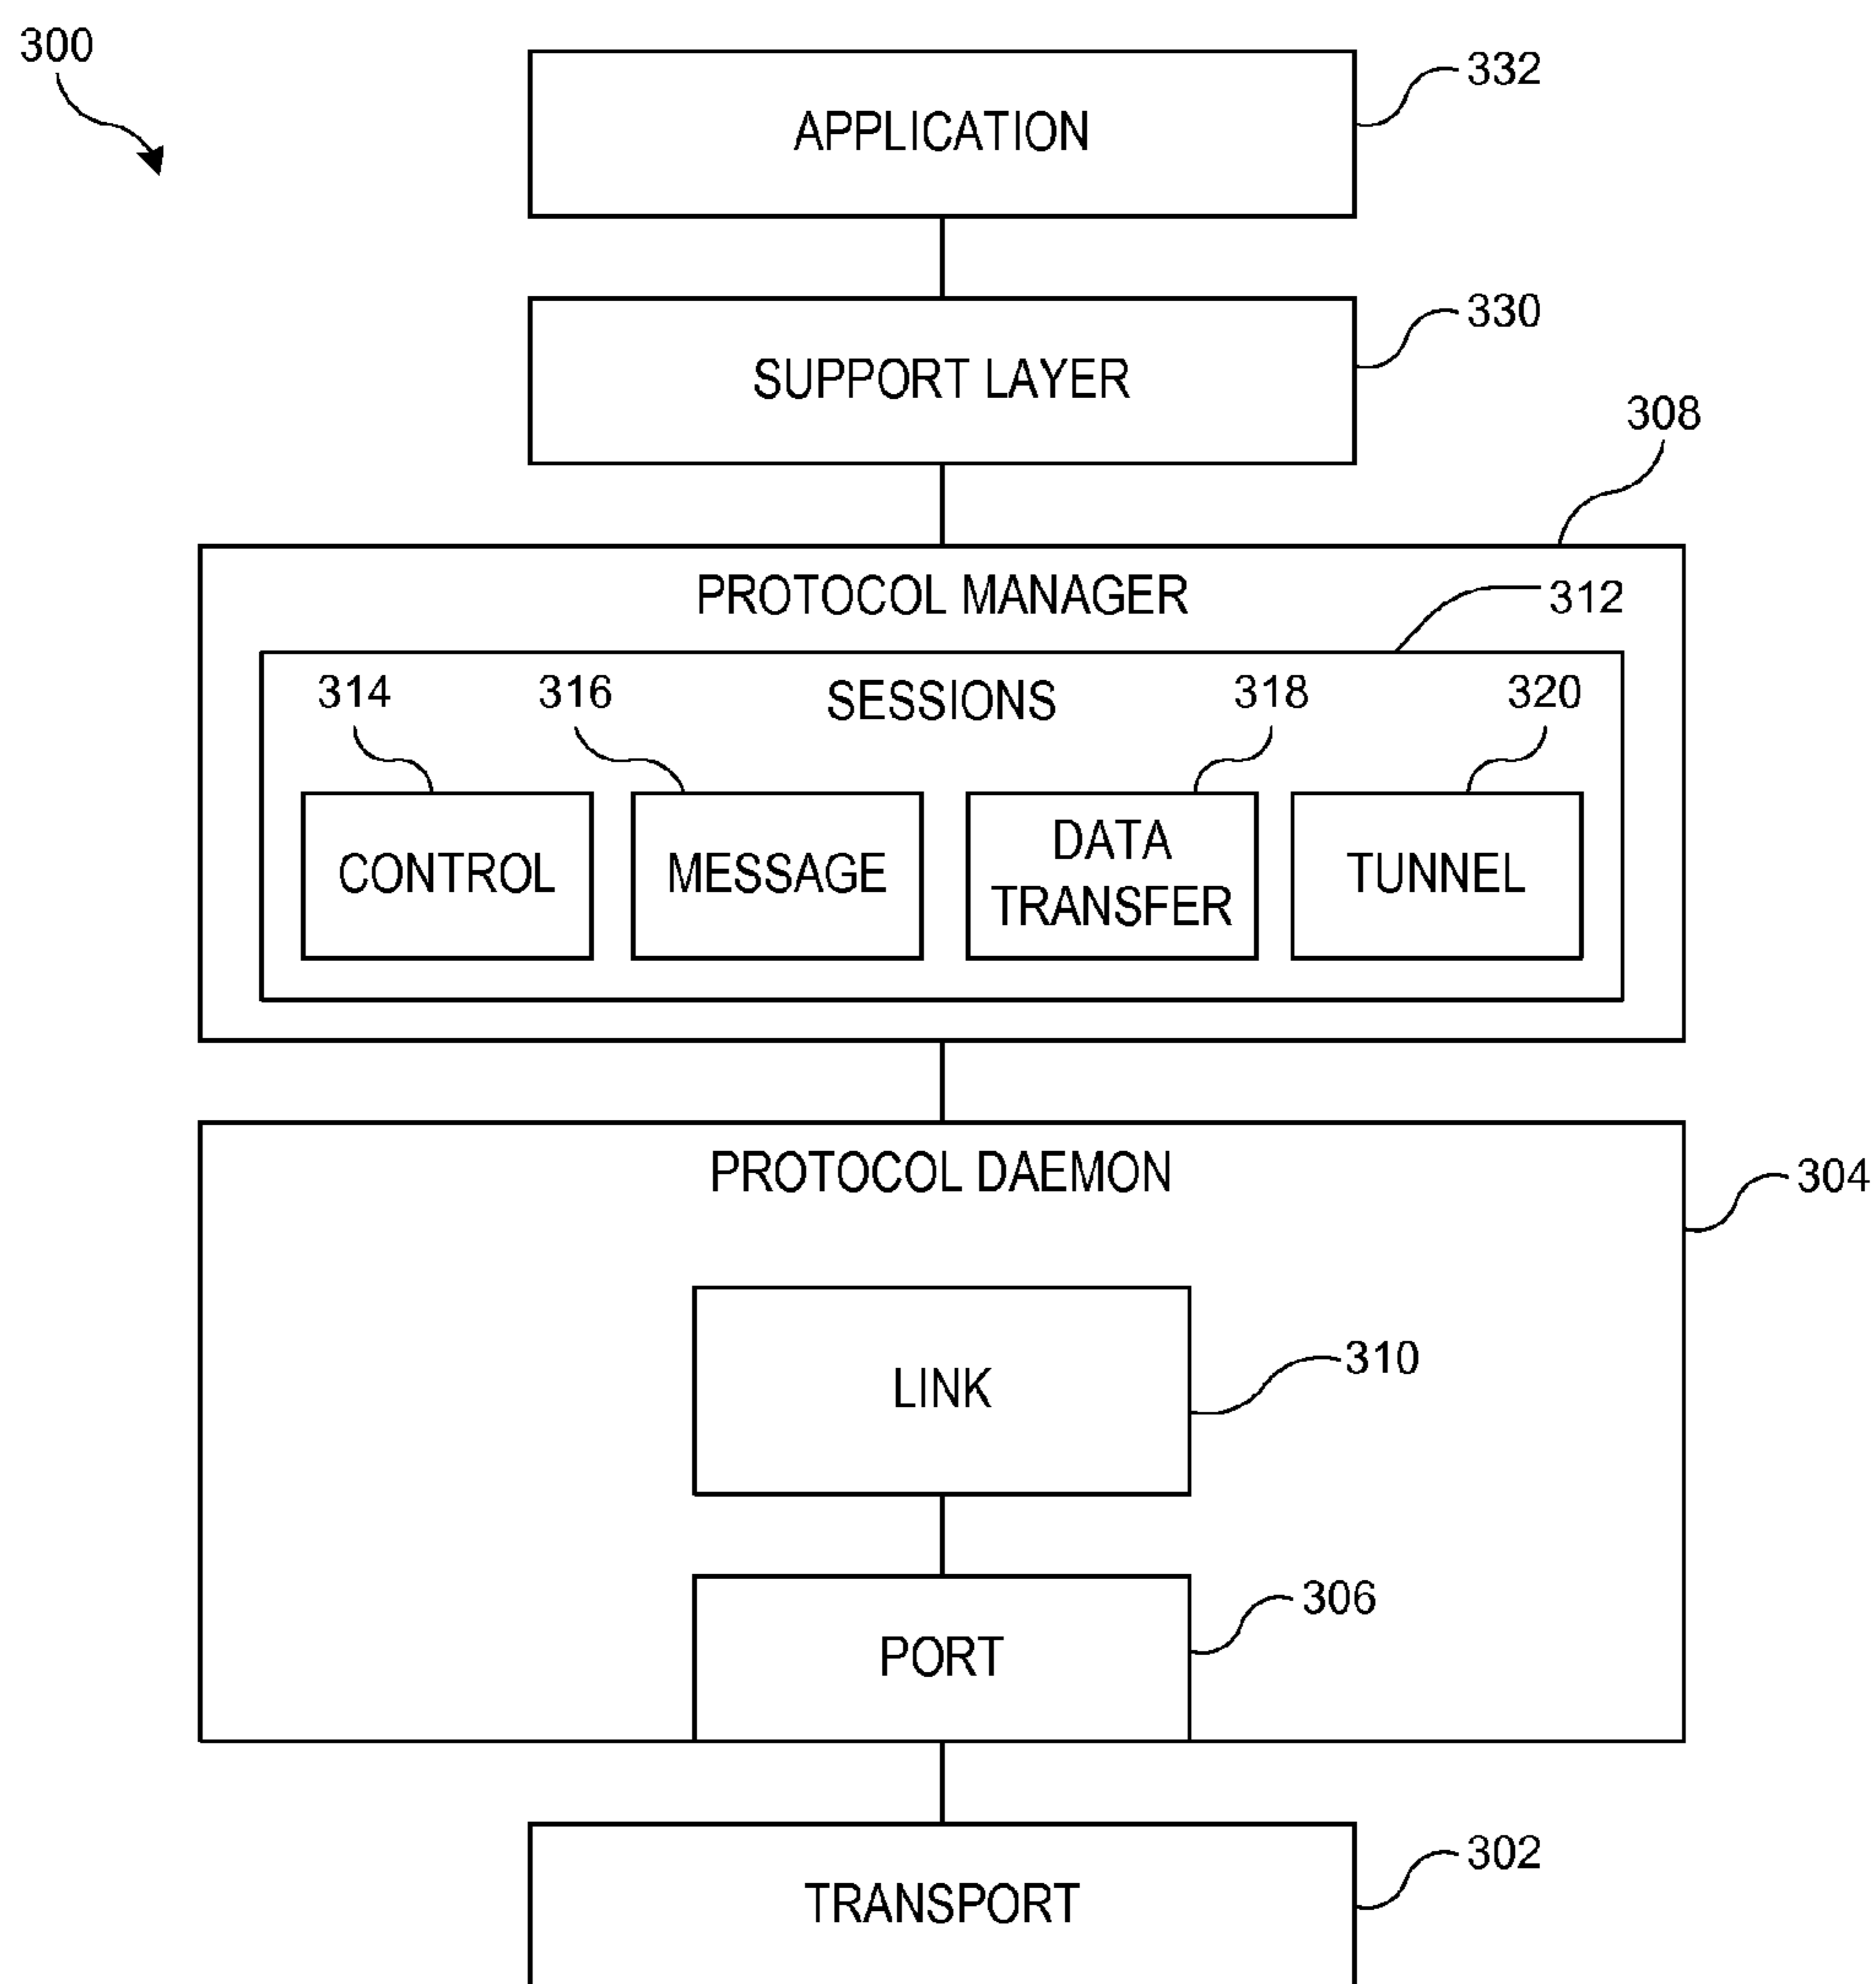 300
332
APPLICATION
330
SUPPORT LAYER
308
PROTOCOL MANAGER
312
SESSIONS
314
316
318
320
CONTROL
MESSAGE
DATA
TRANSFER
TUNNEL
PROTOCOL DAEMON
304
LINK
310
PORT
306
TRANSPORT
302